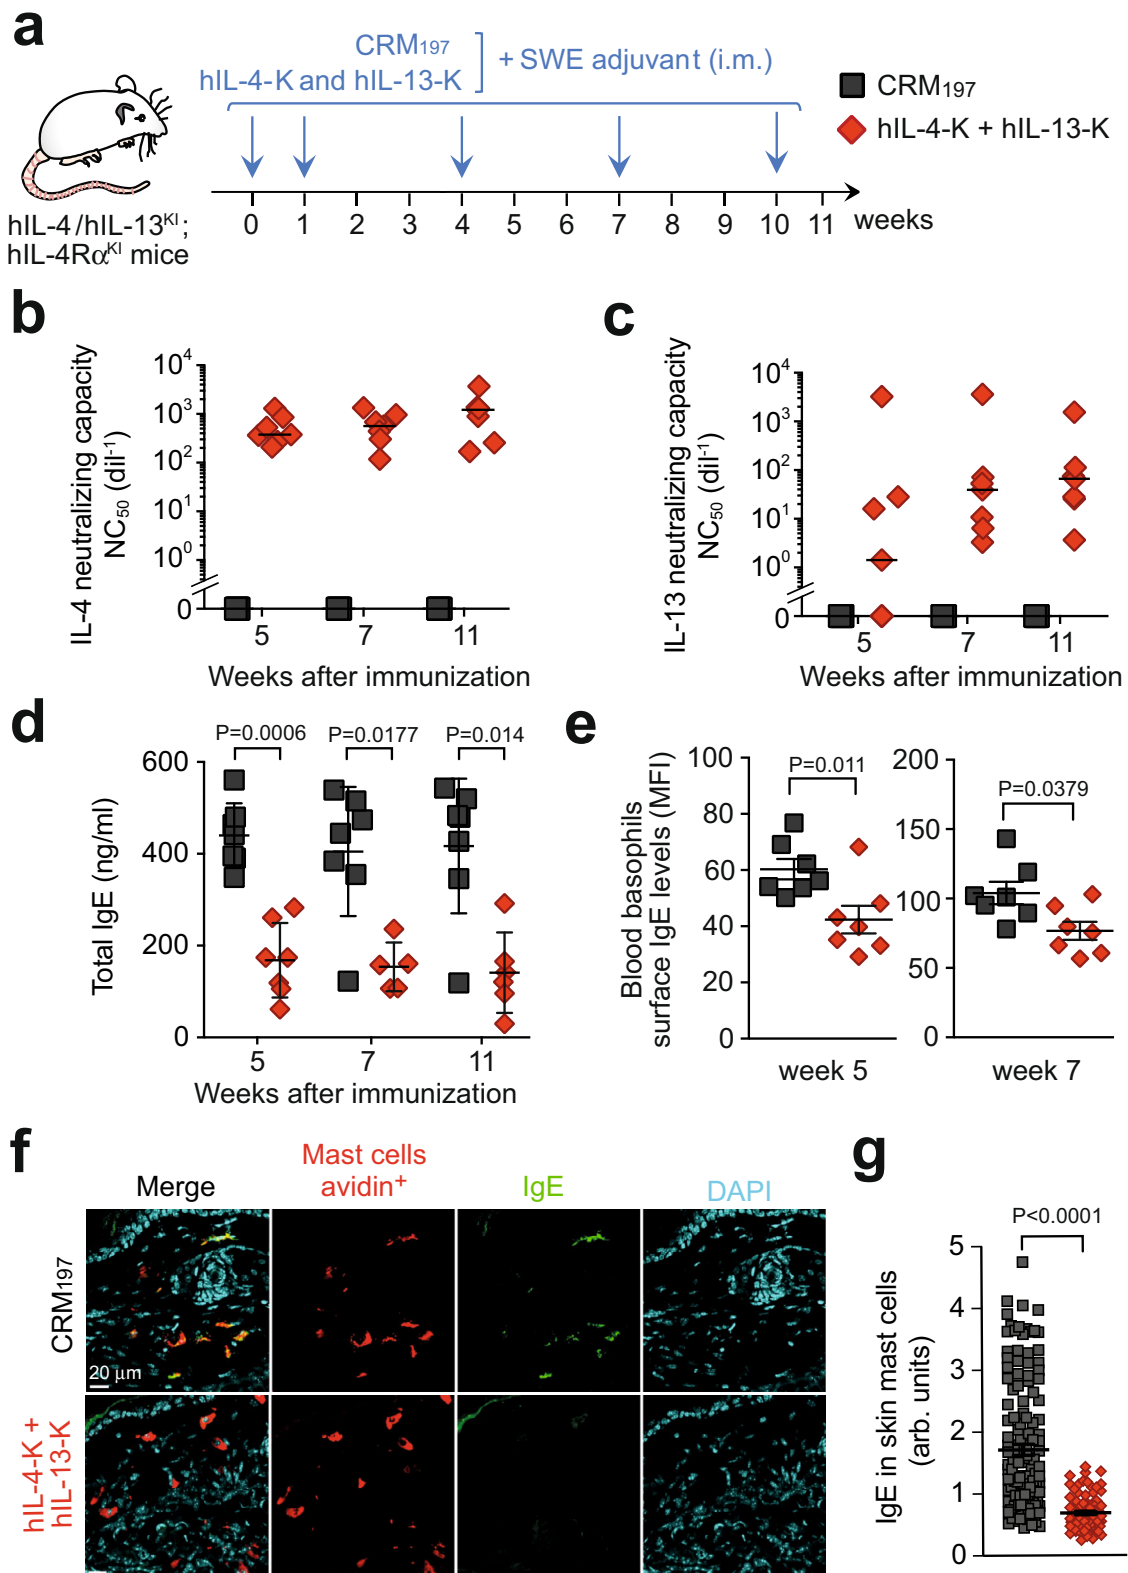 a
CRM197
hIL-4-K and hIL-13-K
+ SWE adjuvant (i.m.)
CRM197
hIL-4-K + hIL-13-K
hIL-4/hIL-13KI;
hIL-4RαKI mice
0 1 2 3 4 5 6 7 8 9 10 11 weeks
b
IL-4 neutralizing capacity
NC50 (dil-1)
10⁴
10³
10²
10¹
10⁰
0
5 7 11
Weeks after immunization
c
IL-13 neutralizing capacity
NC50 (dil-1)
10⁴
10³
10²
10¹
10⁰
0
5 7 11
Weeks after immunization
d
P=0.0006 P=0.0177 P=0.014
Total IgE (ng/ml)
600
400
200
0
5 7 11
Weeks after immunization
e
Blood basophils
surface IgE levels (MFI)
100
80
60
40
20
0
P=0.011
week 5
200
150
100
50
0
P=0.0379
week 7
f
Merge
Mast cells
avidin+
IgE
DAPI
CRM197
20 µm
hIL-4-K +
hIL-13-K
g
P<0.0001
IgE in skin mast cells
(arb. units)
5
4
3
2
1
0